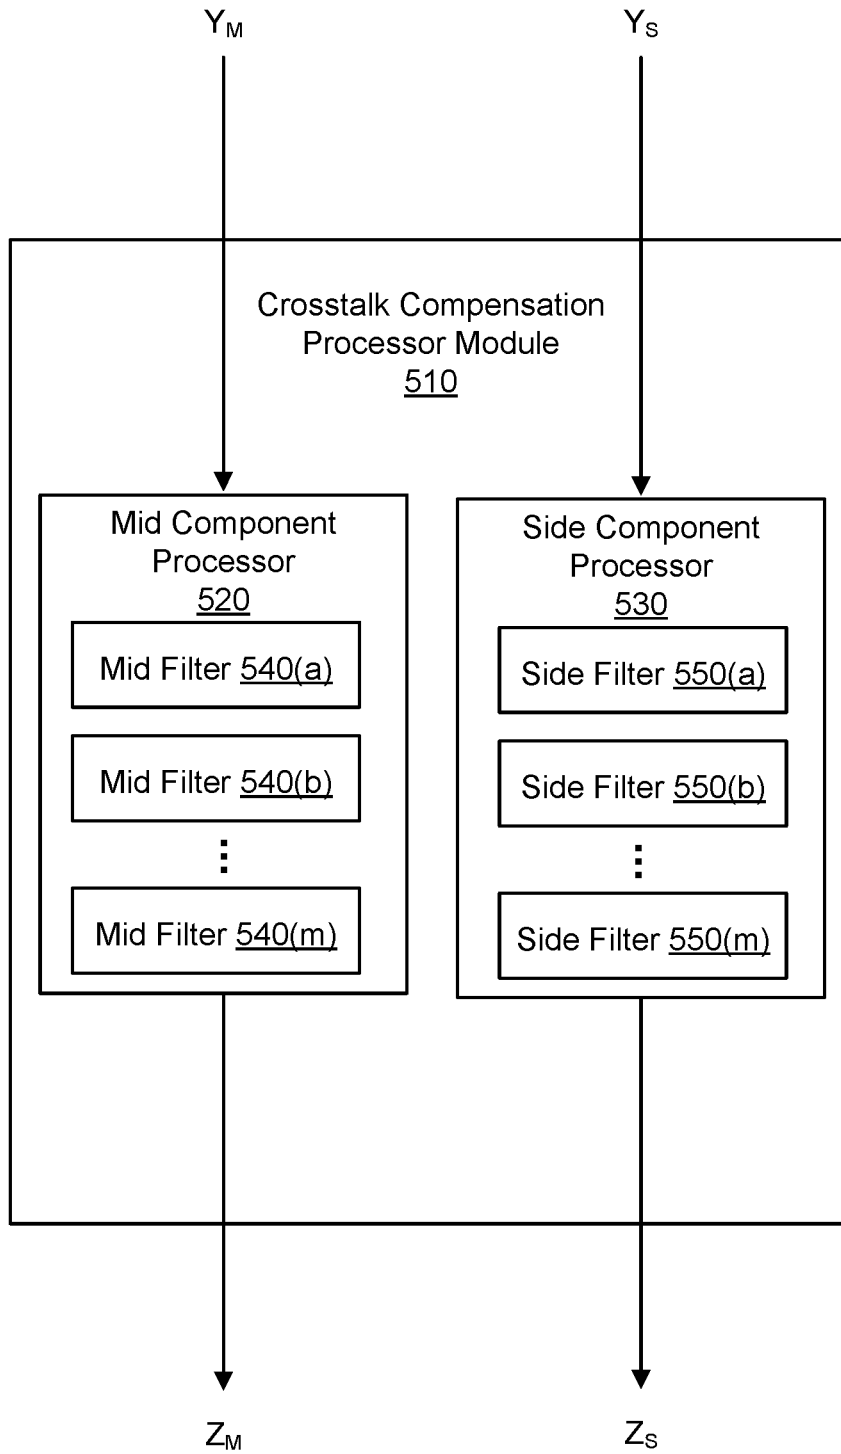 Y_M Y_S
Crosstalk Compensation
Processor Module
510
Mid Component
Processor
520
Mid Filter 540(a)
Mid Filter 540(b)
⋮
Mid Filter 540(m)
Side Component
Processor
530
Side Filter 550(a)
Side Filter 550(b)
⋮
Side Filter 550(m)
Z_M Z_S